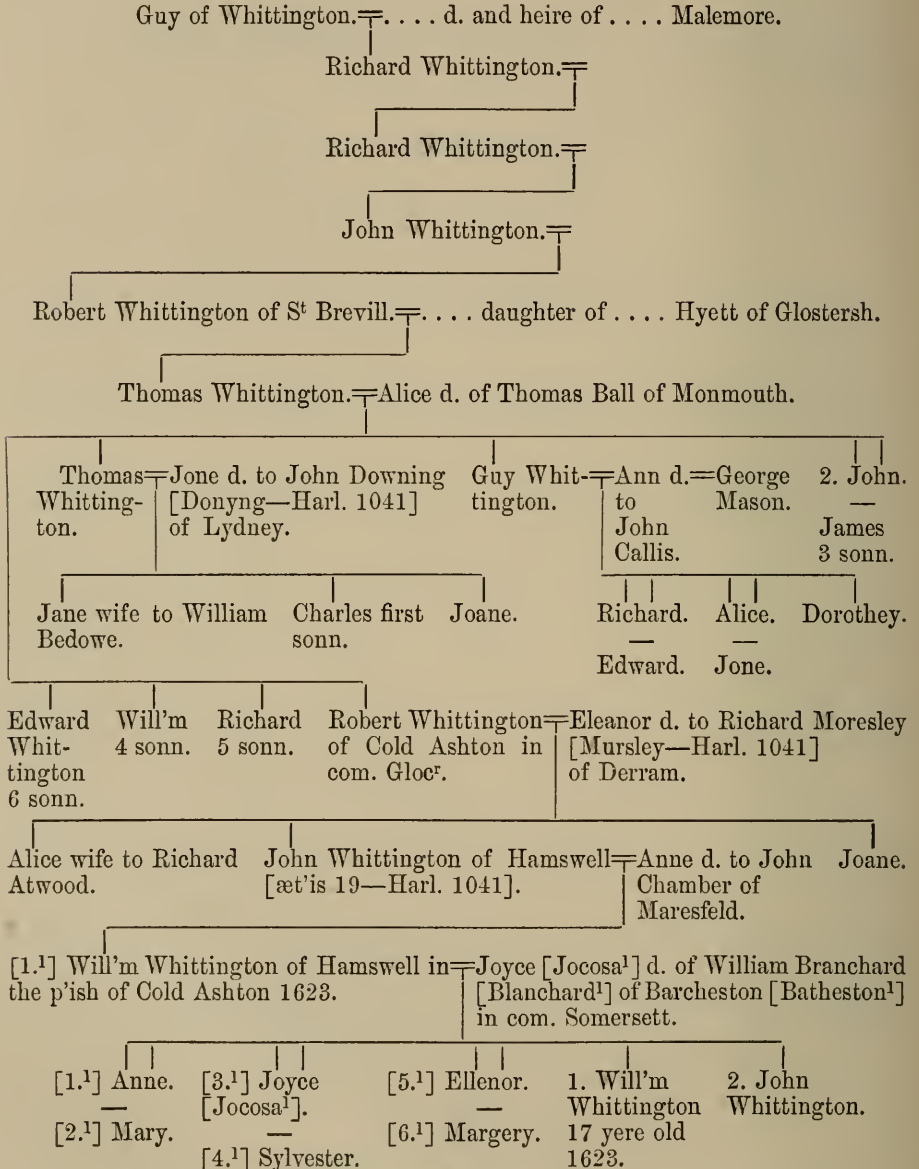 Guy of Whittington.=. . . . d. and heire of . . . . Malemore.
Richard Whittington.=
Richard Whittington.=
John Whittington.=
Robert Whittington of Sᵗ Brevill.=. . . . daughter of . . . . Hyett of Glostersh.
Thomas Whittington.=Alice d. of Thomas Ball of Monmouth.
Thomas=Jone d. to John Downing
Whitting- [Donyng—Harl. 1041]
ton. of Lydney.
Guy Whit-=Ann d.=George
tington. to Mason.
John
Callis.
2. John.
—
James
3 sonn.
Jane wife to William
Bedowe.
Charles first
sonn.
Joane.
Richard.
—
Edward.
Alice.
—
Jone.
Dorothey.
Edward
Whit-
tington
6 sonn.
Will'm
4 sonn.
Richard
5 sonn.
Robert Whittington=Eleanor d. to Richard Moresley
of Cold Ashton in [Mursley—Harl. 1041]
com. Glocʳ. of Derram.
Alice wife to Richard
Atwood.
John Whittington of Hamswell=Anne d. to John
[æt'is 19—Harl. 1041]. Chamber of
Maresfeld.
Joane.
[1.¹] Will'm Whittington of Hamswell in=Joyce [Jocosa¹] d. of William Branchard
the p'ish of Cold Ashton 1623. [Blanchard¹] of Barcheston [Batheston¹]
in com. Somersett.
[1.¹] Anne.
—
[2.¹] Mary.
[3.¹] Joyce
[Jocosa¹].
—
[4.¹] Sylvester.
[5.¹] Ellenor.
—
[6.¹] Margery.
1. Will'm
Whittington
17 yere old
1623.
2. John
Whittington.